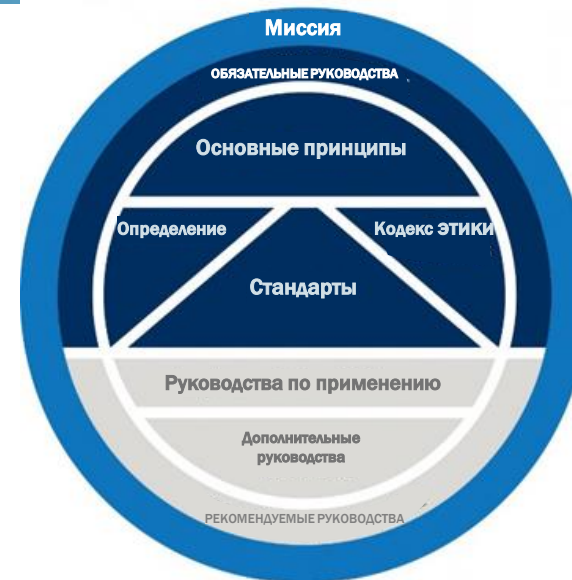 Миссия
ОБЯЗАТЕЛЬНЫЕ РУКОВОДСТВА
Основные принципы
Определение
Кодекс ЭТИКИ
Стандарты
Руководства по применению
Дополнительные
руководства
РЕКОМЕНДУЕМЫЕ РУКОВОДСТВА